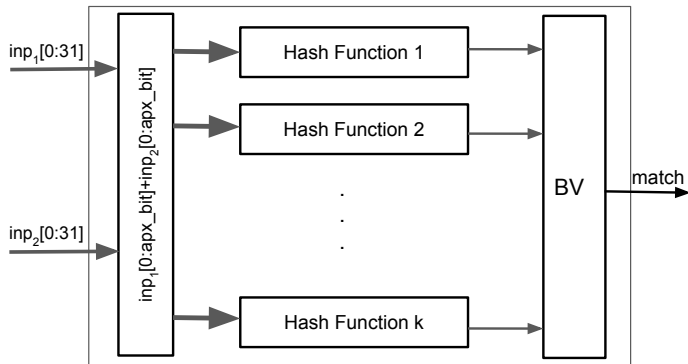 inp₁[0:31]
inp₂[0:31]
inp₁[0:apx_bit]+inp₂[0:apx_bit]
Hash Function 1
Hash Function 2
.
.
.
Hash Function k
BV
match